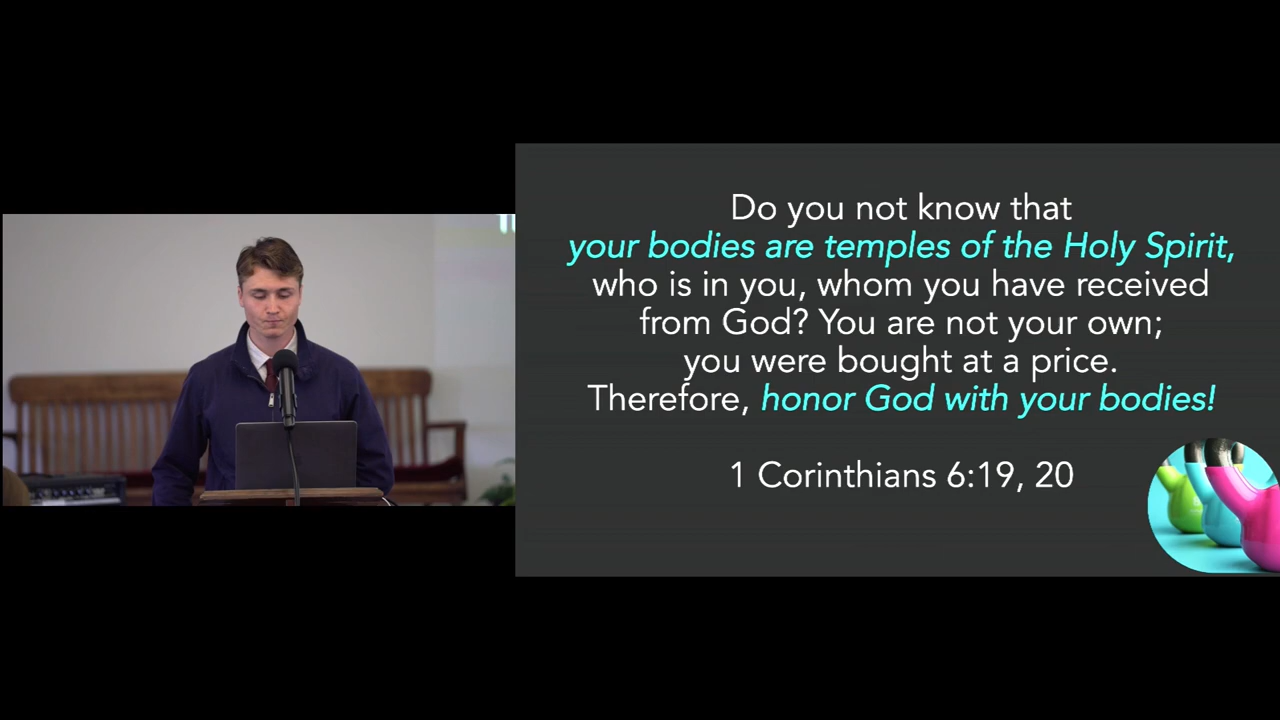 Do you not know that
your bodies are temples of the Holy Spirit,
who is in you, whom you have received
from God? You are not your own;
you were bought at a price.
Therefore, honor God with your bodies!
1 Corinthians 6:19, 20